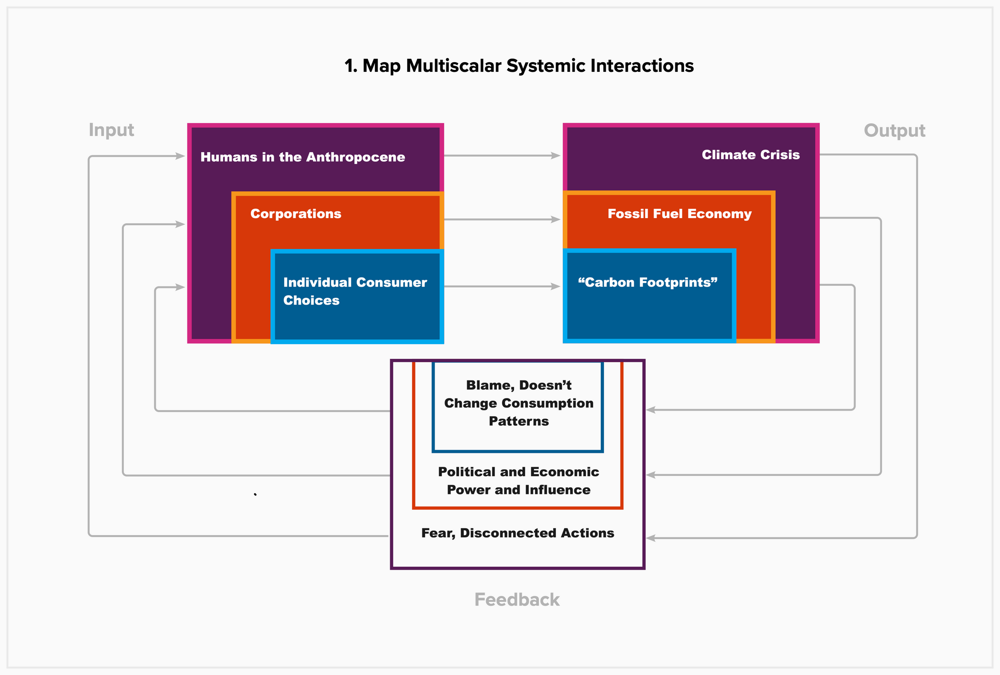 1. Map Multiscalar Systemic Interactions
Input
Output
Humans in the Anthropocene
Climate Crisis
Corporations
Fossil Fuel Economy
Individual Consumer
Choices
“Carbon Footprints”
Blame, Doesn’t
Change Consumption
Patterns
Political and Economic
Power and Influence
Fear, Disconnected Actions
Feedback